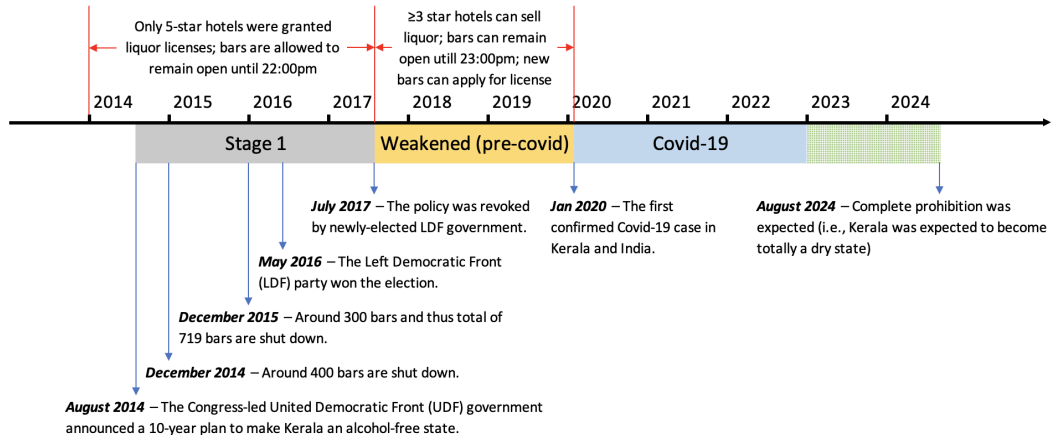 Only 5-star hotels were granted
liquor licenses; bars are allowed to
remain open until 22:00pm
≥3 star hotels can sell
liquor; bars can remain
open utill 23:00pm; new
bars can apply for license
2014 2015 2016 2017 2018 2019 2020 2021 2022 2023 2024
Stage 1 Weakened (pre-covid) Covid-19
July 2017 – The policy was revoked
by newly-elected LDF government.
Jan 2020 – The first
confirmed Covid-19 case in
Kerala and India.
August 2024 – Complete prohibition was
expected (i.e., Kerala was expected to become
totally a dry state)
May 2016 – The Left Democratic Front
(LDF) party won the election.
December 2015 – Around 300 bars and thus total of
719 bars are shut down.
December 2014 – Around 400 bars are shut down.
August 2014 – The Congress-led United Democratic Front (UDF) government
announced a 10-year plan to make Kerala an alcohol-free state.